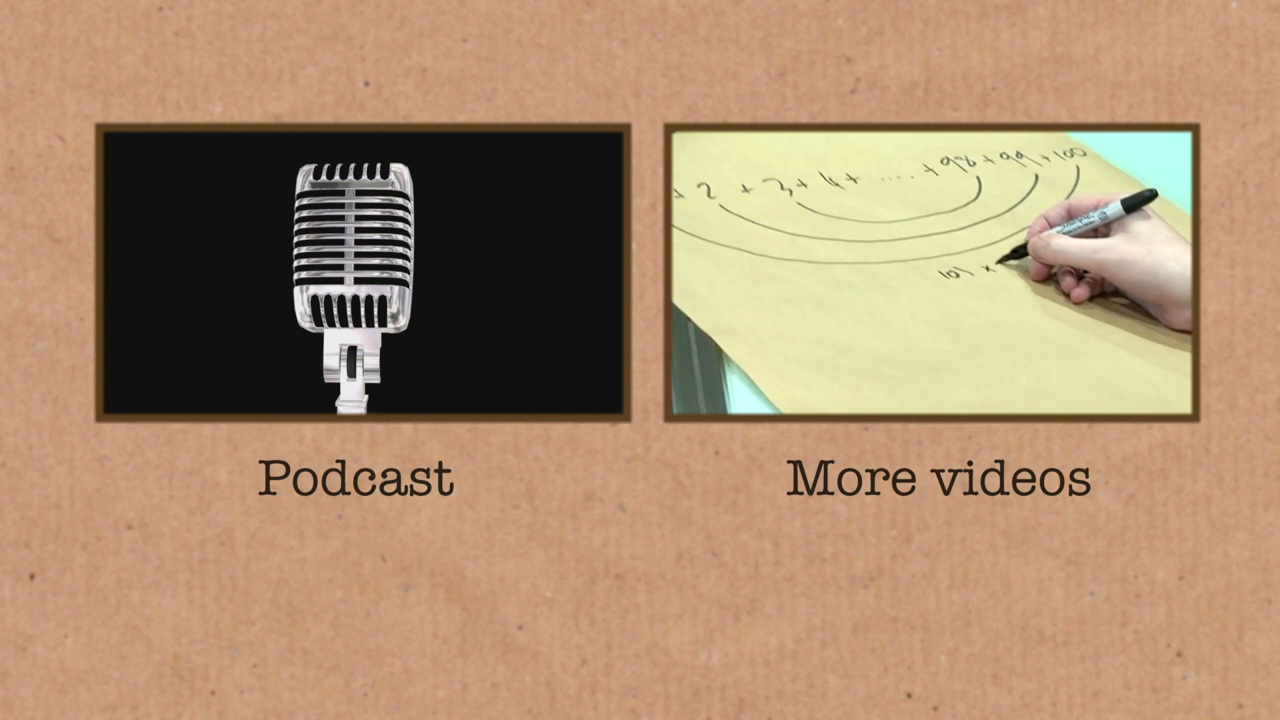 + 2 + 3 + 4 + ..... + 98 + 99 + 100
101 ×
Podcast
More videos